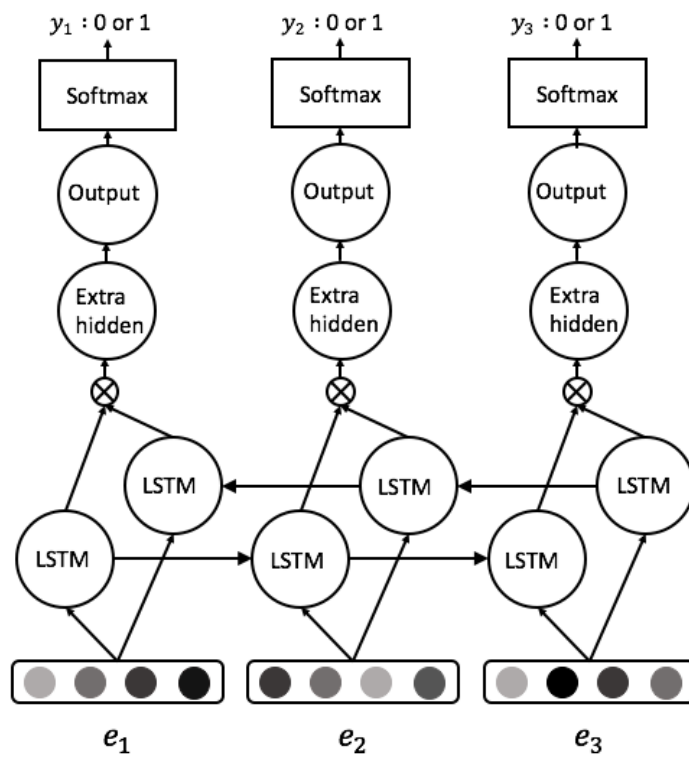 y₁ : 0 or 1 y₂ : 0 or 1 y₃ : 0 or 1
Softmax Softmax Softmax
Output Output Output
Extra hidden Extra hidden Extra hidden
LSTM LSTM LSTM
LSTM LSTM LSTM
e₁ e₂ e₃